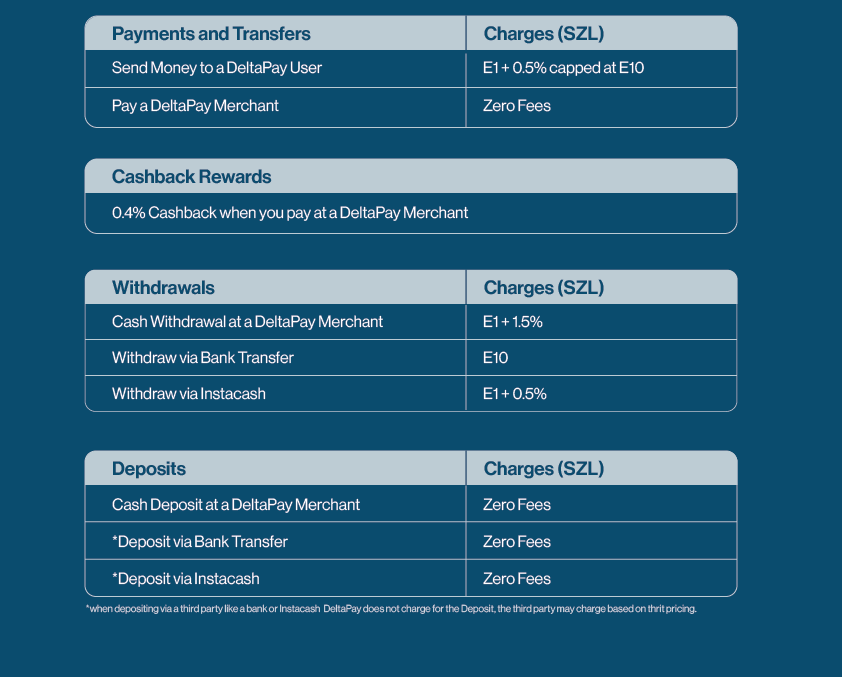 Payments and Transfers Charges (SZL)
Send Money to a DeltaPay User E1 + 0.5% capped at E10
Pay a DeltaPay Merchant Zero Fees
Cashback Rewards
0.4% Cashback when you pay at a DeltaPay Merchant
Withdrawals Charges (SZL)
Cash Withdrawal at a DeltaPay Merchant E1 + 1.5%
Withdraw via Bank Transfer E10
Withdraw via Instacash E1 + 0.5%
Deposits Charges (SZL)
Cash Deposit at a DeltaPay Merchant Zero Fees
*Deposit via Bank Transfer Zero Fees
*Deposit via Instacash Zero Fees
*when depositing via a third party like a bank or Instacash DeltaPay does not charge for the Deposit, the third party may charge based on thrit pricing.